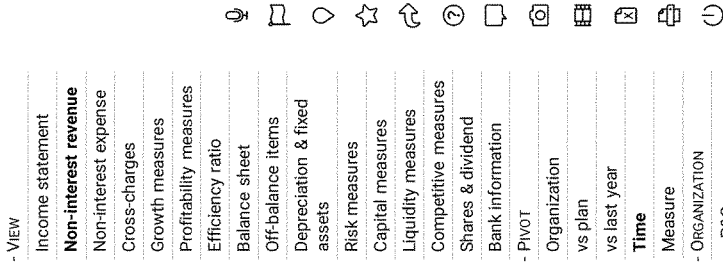 - VIEW
Income statement
Non-interest revenue
Non-interest expense
Cross-charges
Growth measures
Profitability measures
Efficiency ratio
Balance sheet
Off-balance items
Depreciation & fixed
assets
Risk measures
Capital measures
Liquidity measures
Competitive measures
Shares & dividend
Bank information
- PIVOT
Organization
vs plan
vs last year
Time
Measure
- ORGANIZATION